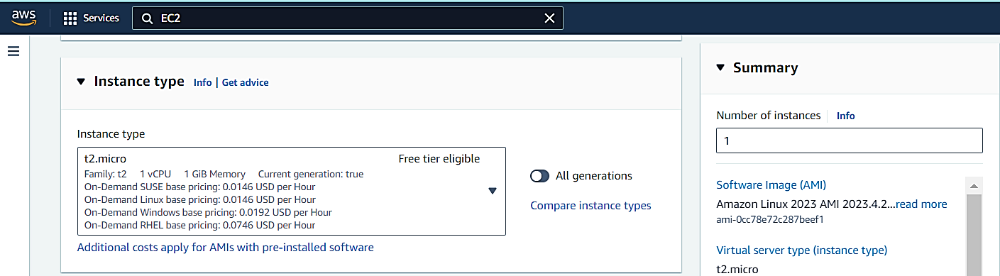 aws Services EC2
Instance type Info | Get advice
Instance type
t2.micro Free tier eligible
Family: t2 1 vCPU 1 GiB Memory Current generation: true
On-Demand SUSE base pricing: 0.0146 USD per Hour
On-Demand Linux base pricing: 0.0146 USD per Hour
On-Demand Windows base pricing: 0.0192 USD per Hour
On-Demand RHEL base pricing: 0.0746 USD per Hour
All generations
Compare instance types
Additional costs apply for AMIs with pre-installed software
Summary
Number of instances Info
1
Software Image (AMI)
Amazon Linux 2023 AMI 2023.4.2...read more
ami-0cc78e72c287beef1
Virtual server type (instance type)
t2.micro